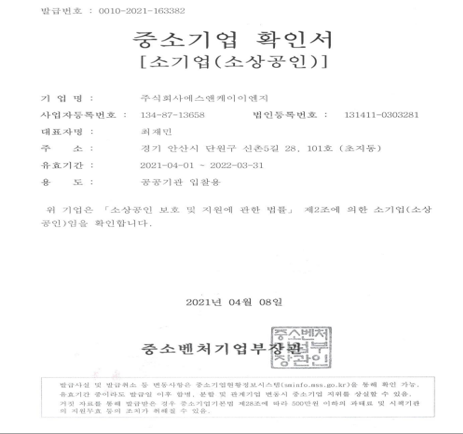 발급번호 : 0010-2021-163382
중소기업 확인서
[소기업(소상공인)]
기 업 명 : 주식회사에스앤케이이엔지
사업자등록번호 : 134-87-13658 법인등록번호 : 131411-0303281
대표자명 : 최재민
주 소 : 경기 안산시 단원구 신촌5길 28, 101호 (초지동)
유효기간 : 2021-04-01 ~ 2022-03-31
용 도 : 공공기관 입찰용
위 기업은 「소상공인 보호 및 지원에 관한 법률」 제2조에 의한 소기업(소상
공인)임을 확인합니다.
2021년 04월 08일
중소벤처기업부장관
중소벤처
기업부
장관인
발급사실 및 발급취소 등 변동사항은 중소기업현황정보시스템(sminfo.mss.go.kr)을 통해 확인 가능.
유효기간 중이라도 발급일 이후 합병, 분할 및 관계기업 변동시 중소기업 지위를 상실할 수 있음.
거짓 자료를 통해 발급받은 경우 중소기업기본법 제28조에 따라 500만원 이하의 과태료 및 시책기관
의 지원무효 등의 조치가 취해질 수 있음.